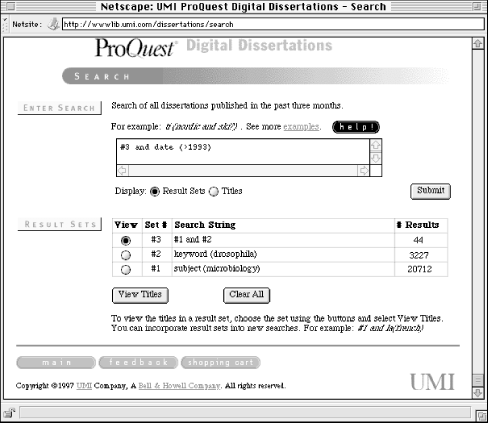 Netscape: UMI ProQuest Digital Dissertations - Search
Netsite: http://wwwlib.umi.com/dissertations/search
ProQuest® Digital Dissertations
SEARCH
ENTER SEARCH
Search of all dissertations published in the past three months.
For example: ti(nordic and ski?) . See more examples. help!
#3 and date (>1993)
Display: Result Sets Titles Submit
RESULT SETS
View Set # Search String # Results
#3 #1 and #2 44
#2 keyword (drosophila) 3227
#1 subject (microbiology) 20712
View Titles Clear All
To view the titles in a result set, choose the set using the buttons and select View Titles.
You can incorporate result sets into new searches. For example: #1 and la(french)
main feedback shopping cart
Copyright ©1997 UMI Company, A Bell & Howell Company. All rights reserved.
UMI